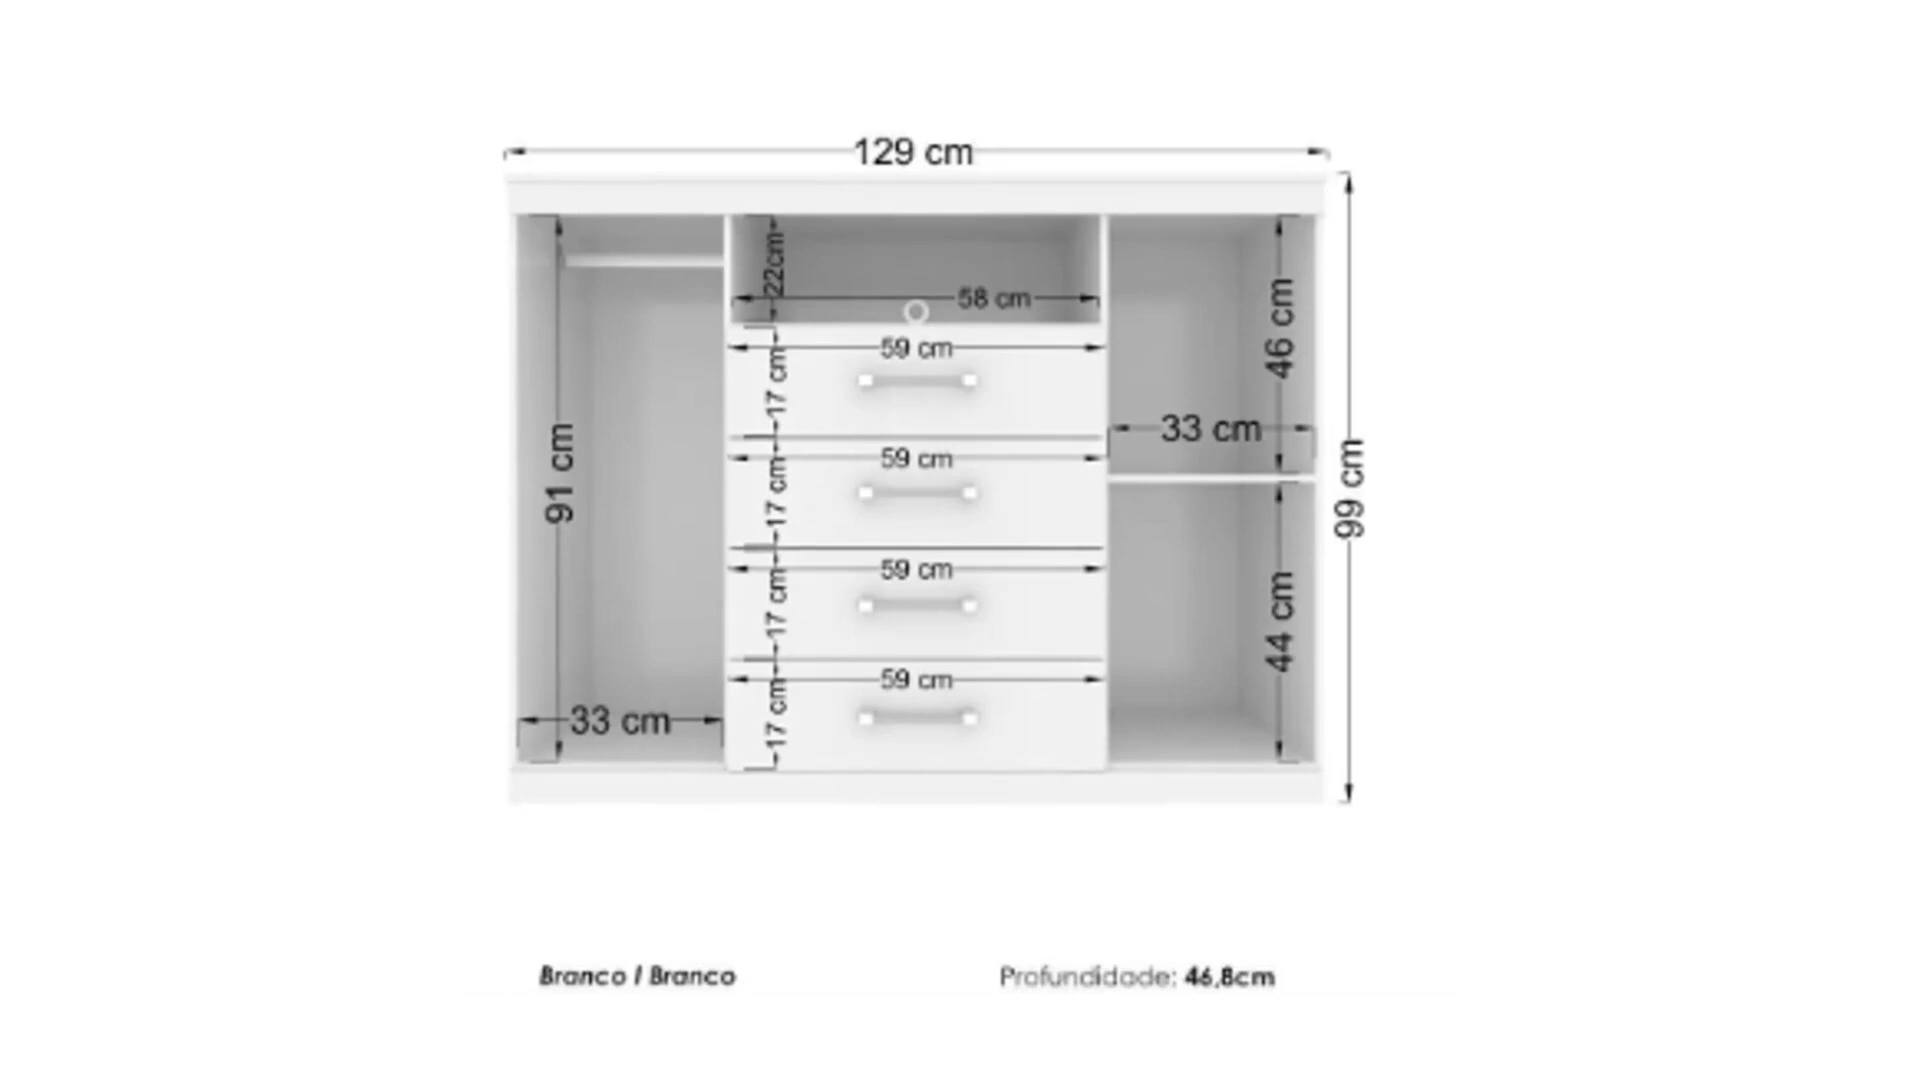 129 cm
22cm
58 cm
59 cm
17 cm
46 cm
33 cm
91 cm
59 cm
17 cm
99 cm
59 cm
17 cm
44 cm
59 cm
17 cm
33 cm
Branco / Branco
Profundidade: 46,8cm